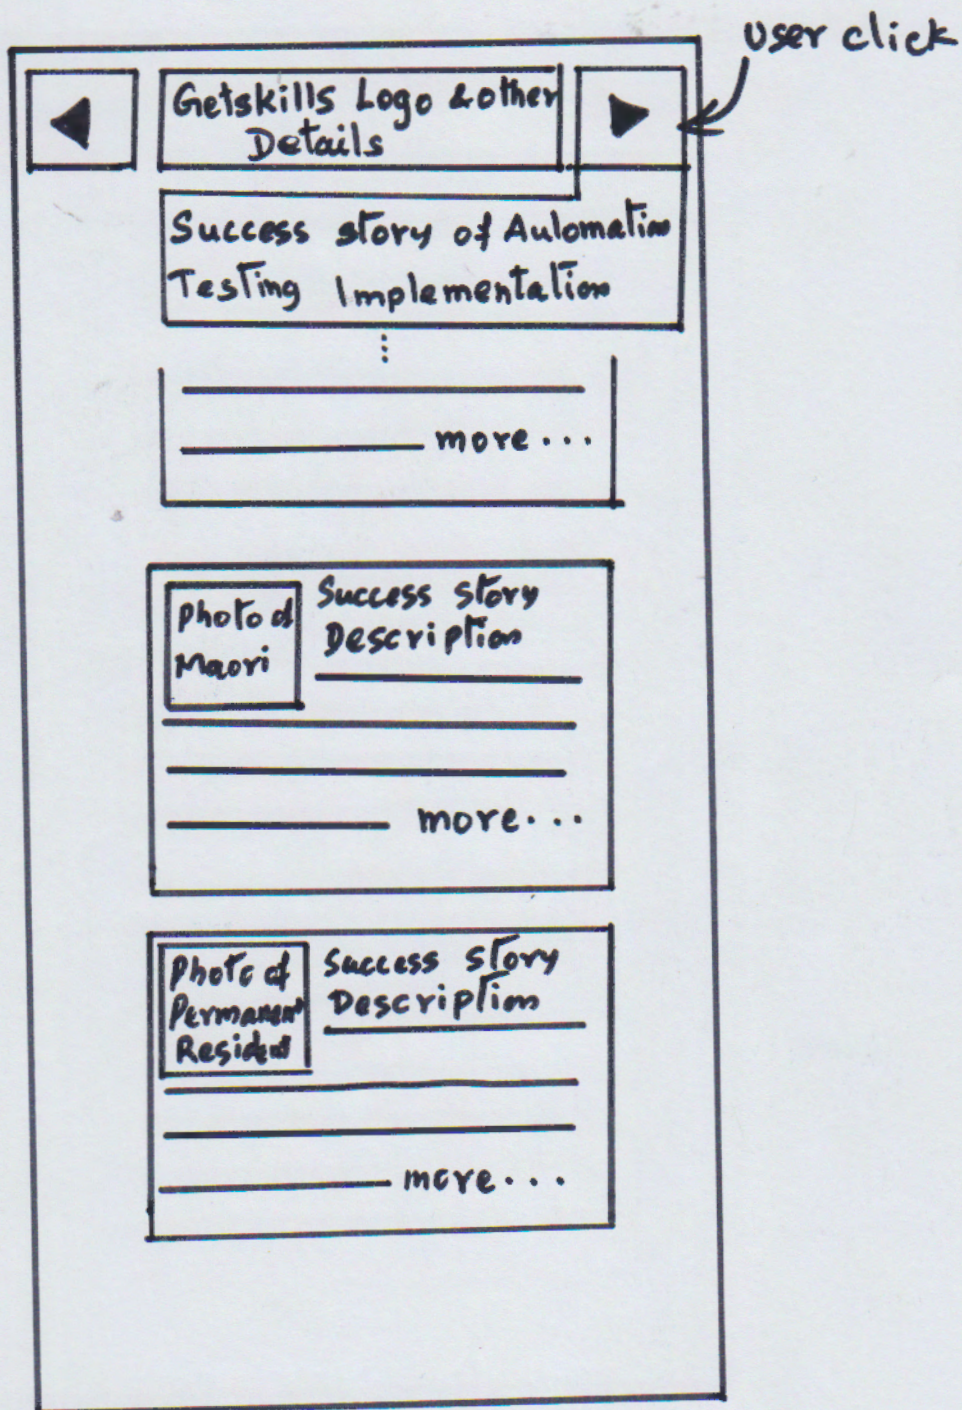 User click
Getskills Logo & other
Details
Success story of Automation
Testing Implementation
more...
Photo of
Maori
Success story
Description
more...
Photo of
Permanent
Resident
Success story
Description
more...